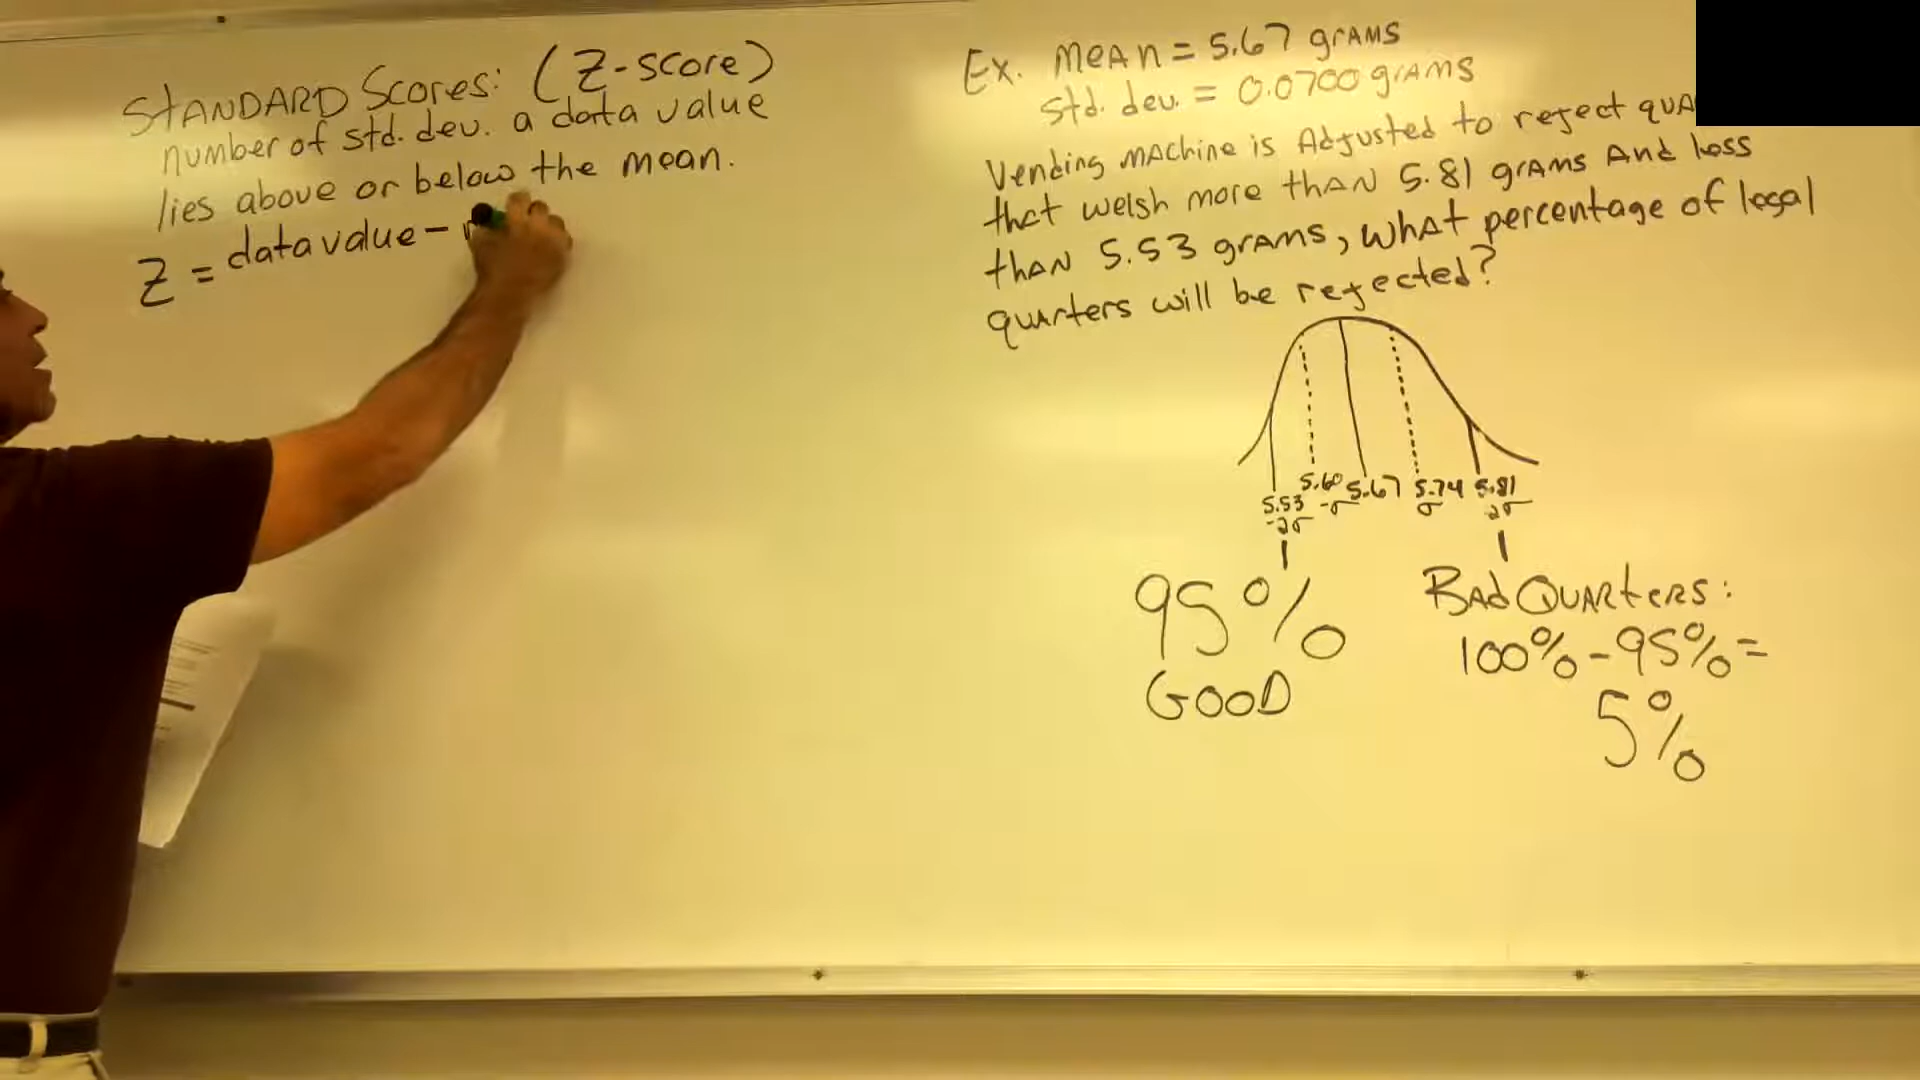 STANDARD Scores: (Z-score)
number of std. dev. a data value
lies above or below the mean.
Z = data value -
Ex. mean = 5.67 grams
std. dev. = 0.0700 grams
Vending machine is Adjusted to reject
that weigh more than 5.81 grams And less
than 5.53 grams, what percentage of legal
quarters will be rejected?
5.53 5.60 5.67 5.74 5.81
-2σ -σ σ 2σ
95%
GOOD
Bad Quarters:
100% - 95% =
5%